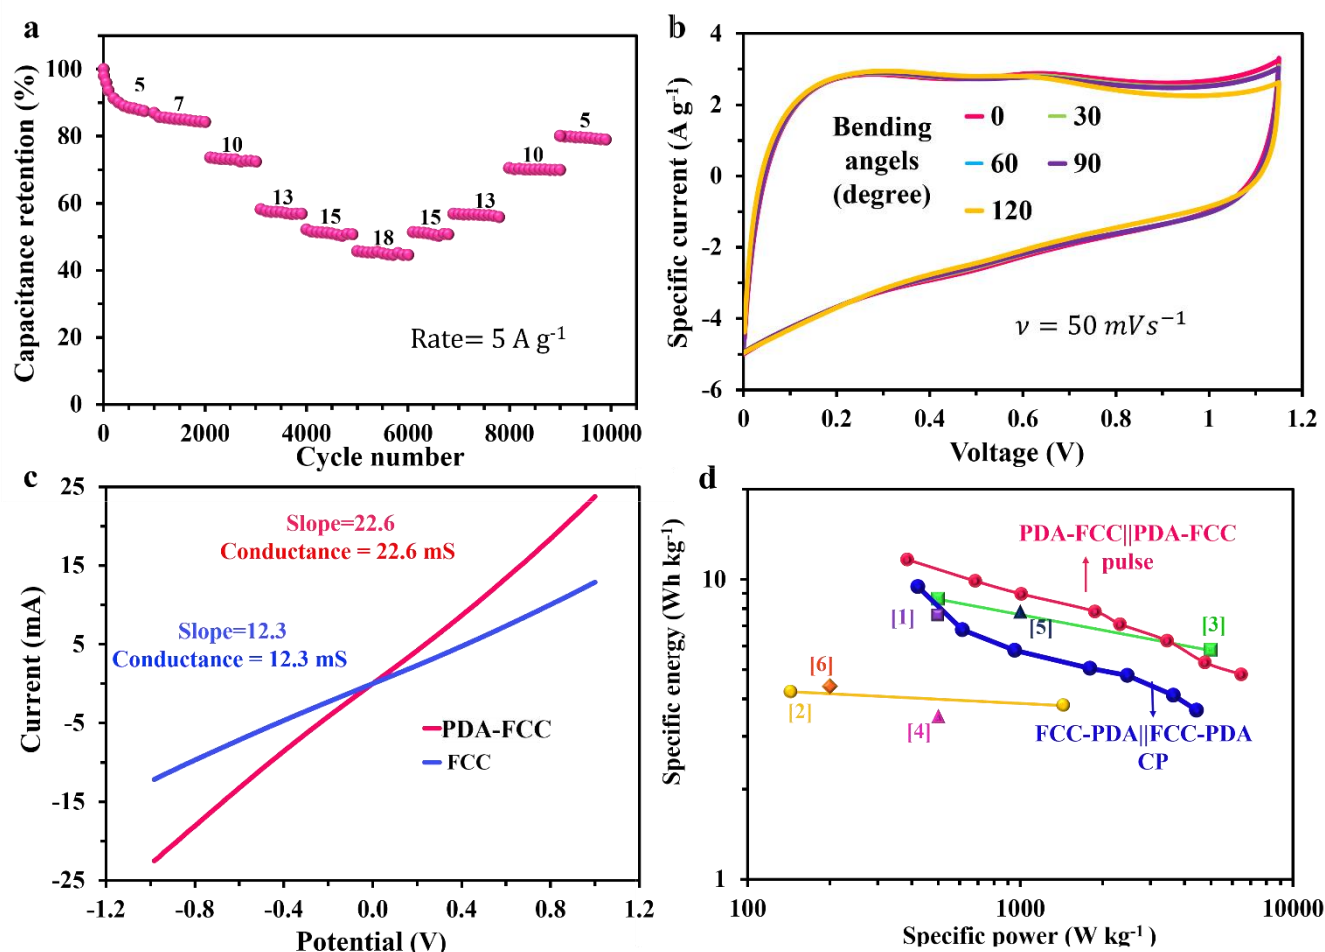 a
Capacitance retention (%)
100
80
60
40
20
0
5
7
10
13
15
18
15
13
10
5
Rate= 5 A g-1
0
2000
4000
6000
8000
10000
Cycle number
b
Specific current (A g-1)
4
2
0
-2
-4
-6
Bending
angels
(degree)
0
30
60
90
120
ν = 50 mVs−1
0
0.2
0.4
0.6
0.8
1
1.2
Voltage (V)
c
Current (mA)
25
15
5
-5
-15
-25
Slope=22.6
Conductance = 22.6 mS
Slope=12.3
Conductance = 12.3 mS
PDA-FCC
FCC
-1.2
-0.8
-0.4
0.0
0.4
0.8
1.2
Potential (V)
d
Specific energy (Wh kg-1)
10
1
PDA-FCC||PDA-FCC
pulse
[1]
[5]
[3]
[6]
[2]
[4]
FCC-PDA||FCC-PDA
CP
100
1000
10000
Specific power (W kg-1)